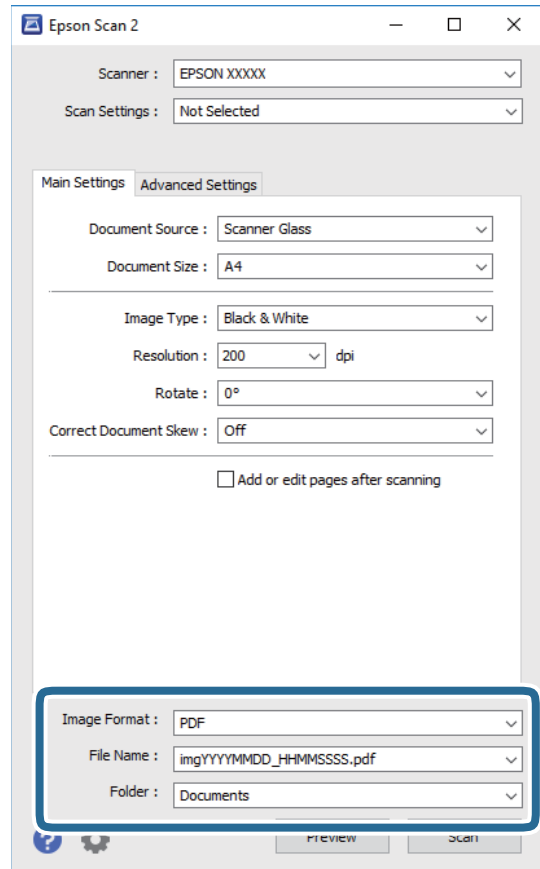 Epson Scan 2
Scanner : EPSON XXXXX
Scan Settings : Not Selected
Main Settings Advanced Settings
Document Source : Scanner Glass
Document Size : A4
Image Type : Black & White
Resolution : 200 dpi
Rotate : 0°
Correct Document Skew : Off
Add or edit pages after scanning
Image Format : PDF
File Name : imgYYYYMMDD_HHMMSSSS.pdf
Folder : Documents
? Preview Scan